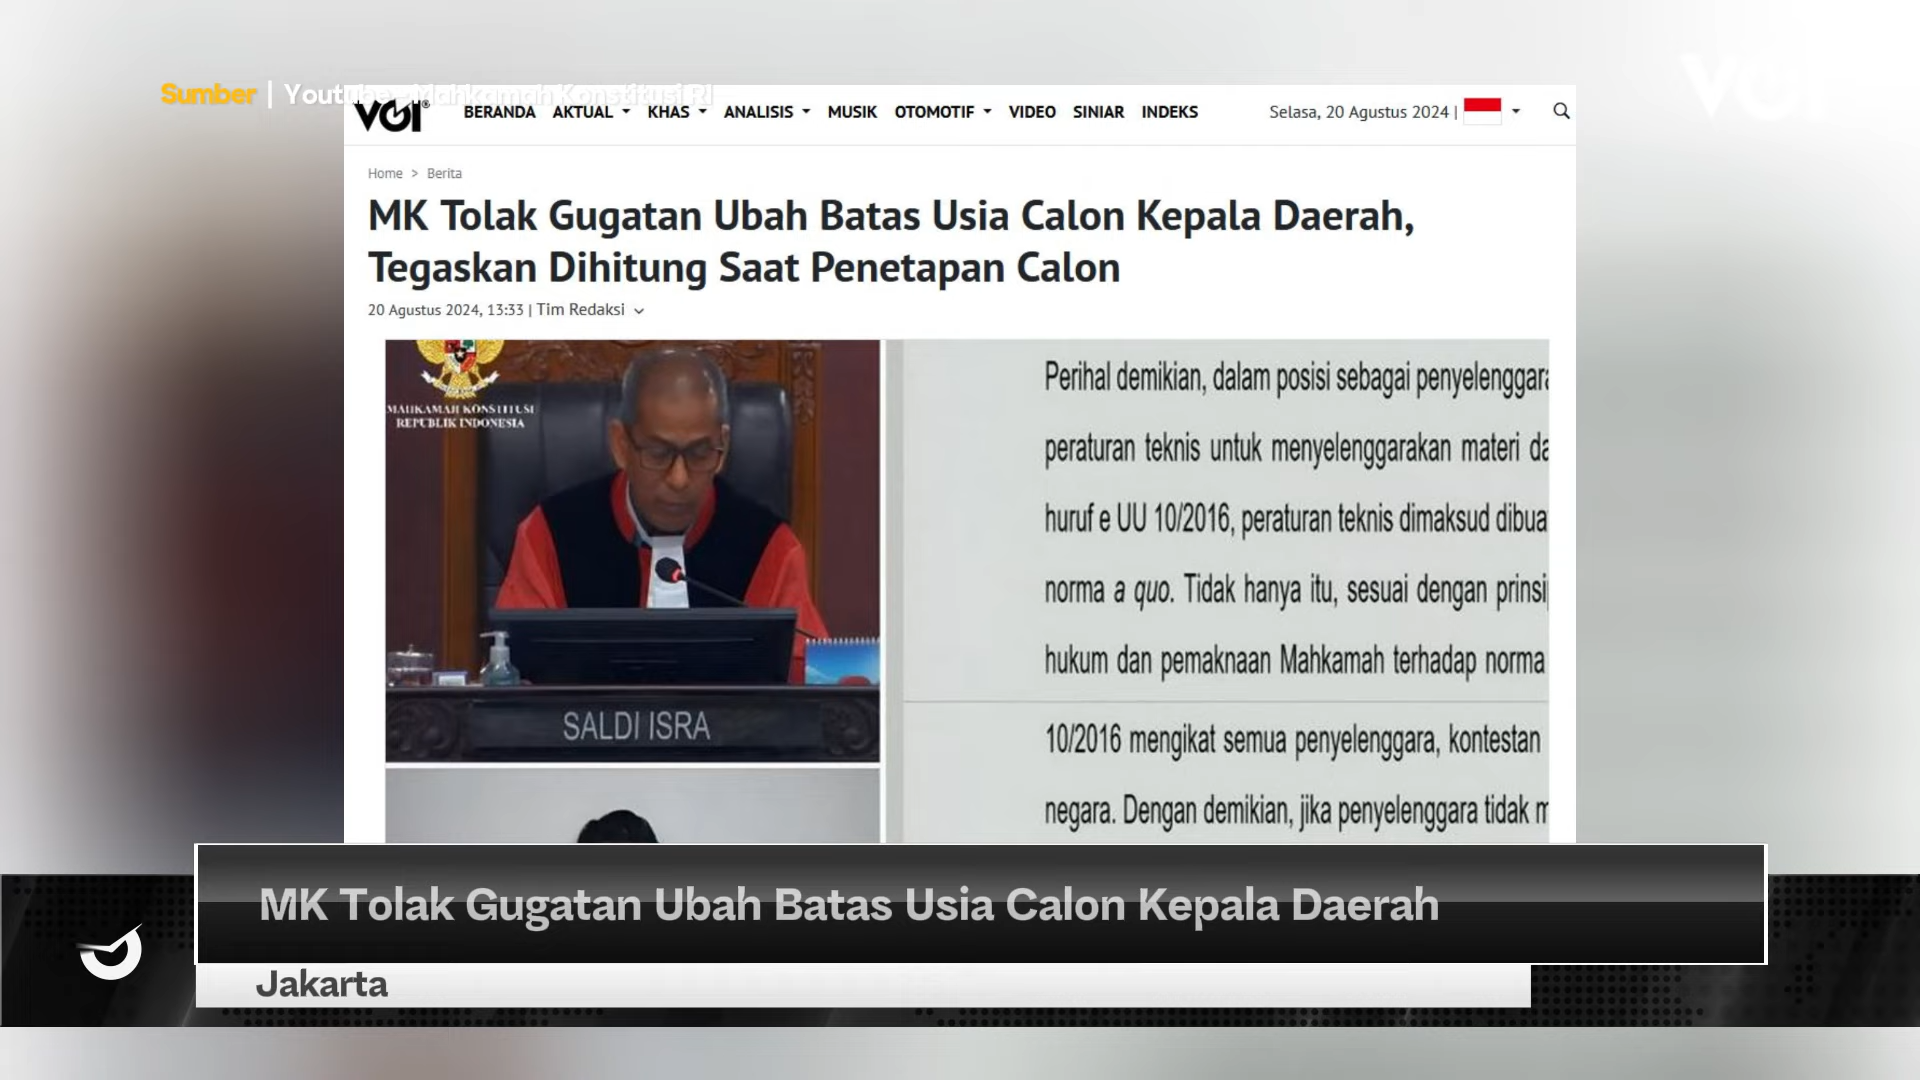 Sumber | Youtube - Mahkamah Konstitusi RI
VOI
VOI® BERANDA AKTUAL KHAS ANALISIS MUSIK OTOMOTIF VIDEO SINIAR INDEKS Selasa, 20 Agustus 2024 |
Home > Berita
MK Tolak Gugatan Ubah Batas Usia Calon Kepala Daerah,
Tegaskan Dihitung Saat Penetapan Calon
20 Agustus 2024, 13:33 | Tim Redaksi
MAHKAMAH KONSTITUSI
REPUBLIK INDONESIA
SALDI ISRA
Perihal demikian, dalam posisi sebagai penyelenggara
peraturan teknis untuk menyelenggarakan materi da
huruf e UU 10/2016, peraturan teknis dimaksud dibua
norma a quo. Tidak hanya itu, sesuai dengan prinsi
hukum dan pemaknaan Mahkamah terhadap norma
10/2016 mengikat semua penyelenggara, kontestan
negara. Dengan demikian, jika penyelenggara tidak m
MK Tolak Gugatan Ubah Batas Usia Calon Kepala Daerah
Jakarta